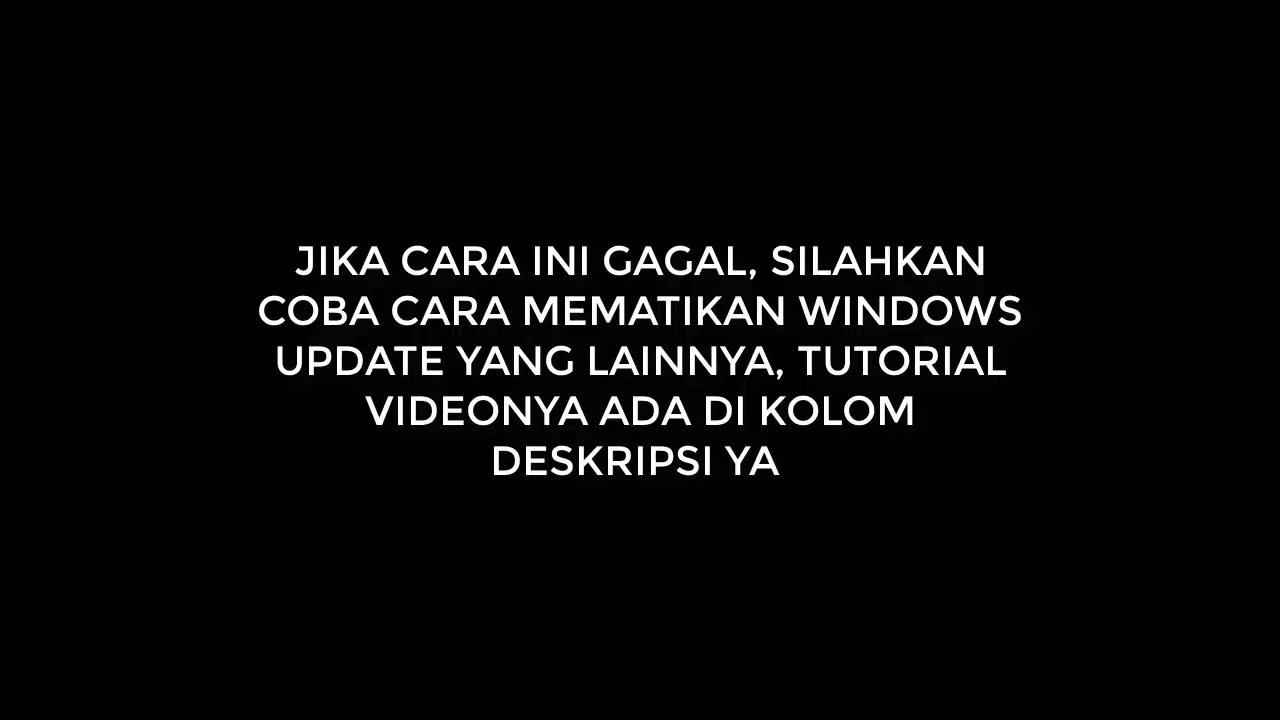 JIKA CARA INI GAGAL, SILAHKAN
COBA CARA MEMATIKAN WINDOWS
UPDATE YANG LAINNYA, TUTORIAL
VIDEONYA ADA DI KOLOM
DESKRIPSI YA